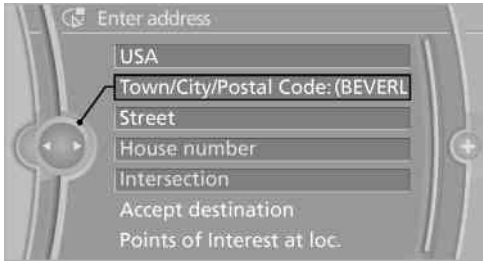 Enter address
USA
Town/City/Postal Code: (BEVERL
Street
House number
Intersection
Accept destination
Points of Interest at loc.